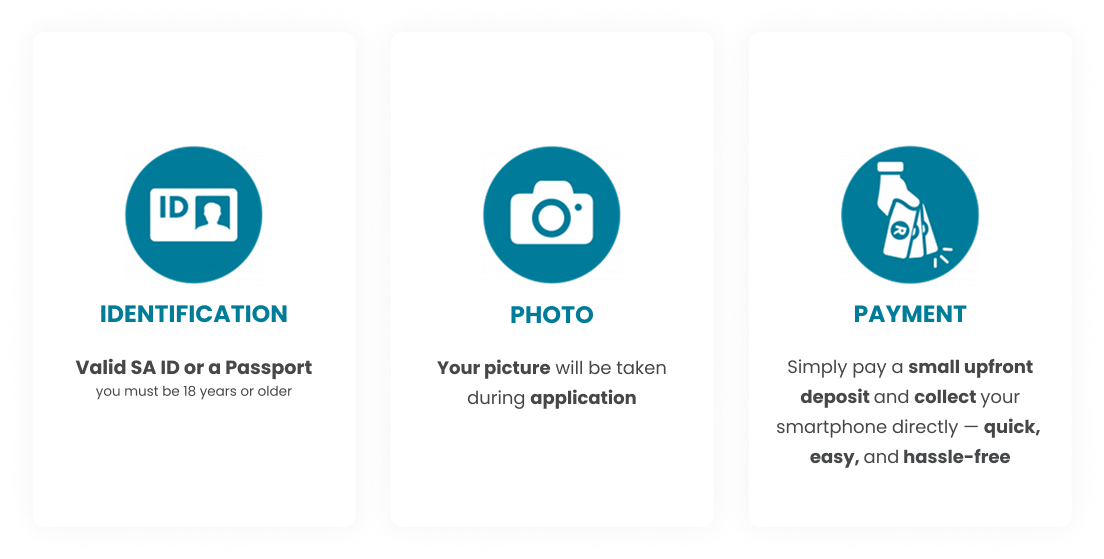 ID
IDENTIFICATION
Valid SA ID or a Passport
you must be 18 years or older
PHOTO
Your picture will be taken
during application
R
PAYMENT
Simply pay a small upfront
deposit and collect your
smartphone directly — quick,
easy, and hassle-free